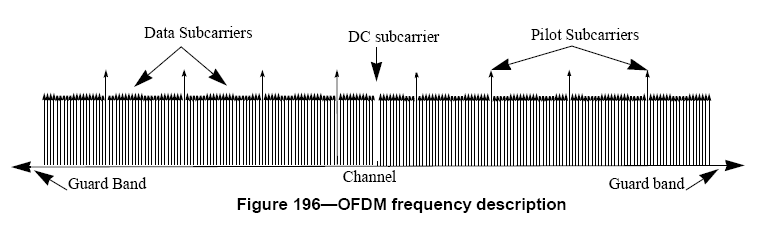 Data Subcarriers
DC subcarrier
Pilot Subcarriers
Guard Band
Channel
Guard band
Figure 196—OFDM frequency description